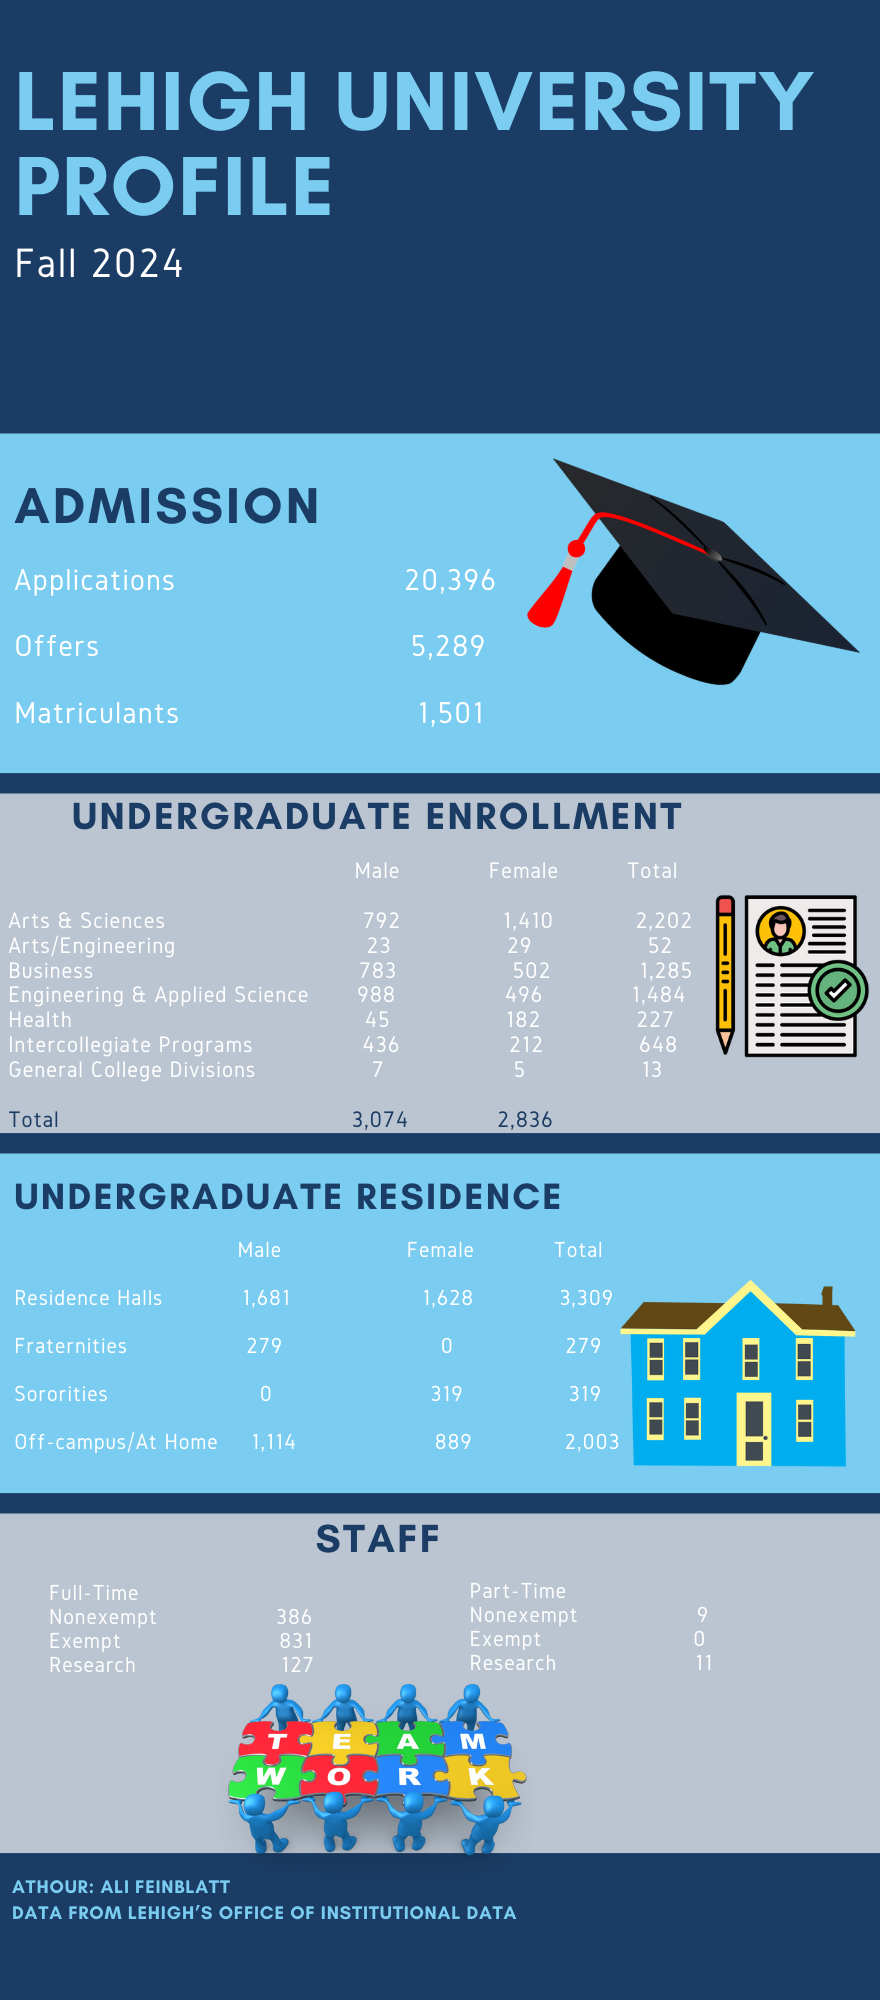 LEHIGH UNIVERSITY
PROFILE
Fall 2024
ADMISSION
Applications 20,396
Offers 5,289
Matriculants 1,501
UNDERGRADUATE ENROLLMENT
Male Female Total
Arts & Sciences 792 1,410 2,202
Arts/Engineering 23 29 52
Business 783 502 1,285
Engineering & Applied Science 988 496 1,484
Health 45 182 227
Intercollegiate Programs 436 212 648
General College Divisions 7 5 13
Total 3,074 2,836
UNDERGRADUATE RESIDENCE
Male Female Total
Residence Halls 1,681 1,628 3,309
Fraternities 279 0 279
Sororities 0 319 319
Off-campus/At Home 1,114 889 2,003
STAFF
Full-Time
Nonexempt 386
Exempt 831
Research 127
Part-Time
Nonexempt 9
Exempt 0
Research 11
TEAM
WORK
ATHOUR: ALI FEINBLATT
DATA FROM LEHIGH'S OFFICE OF INSTITUTIONAL DATA